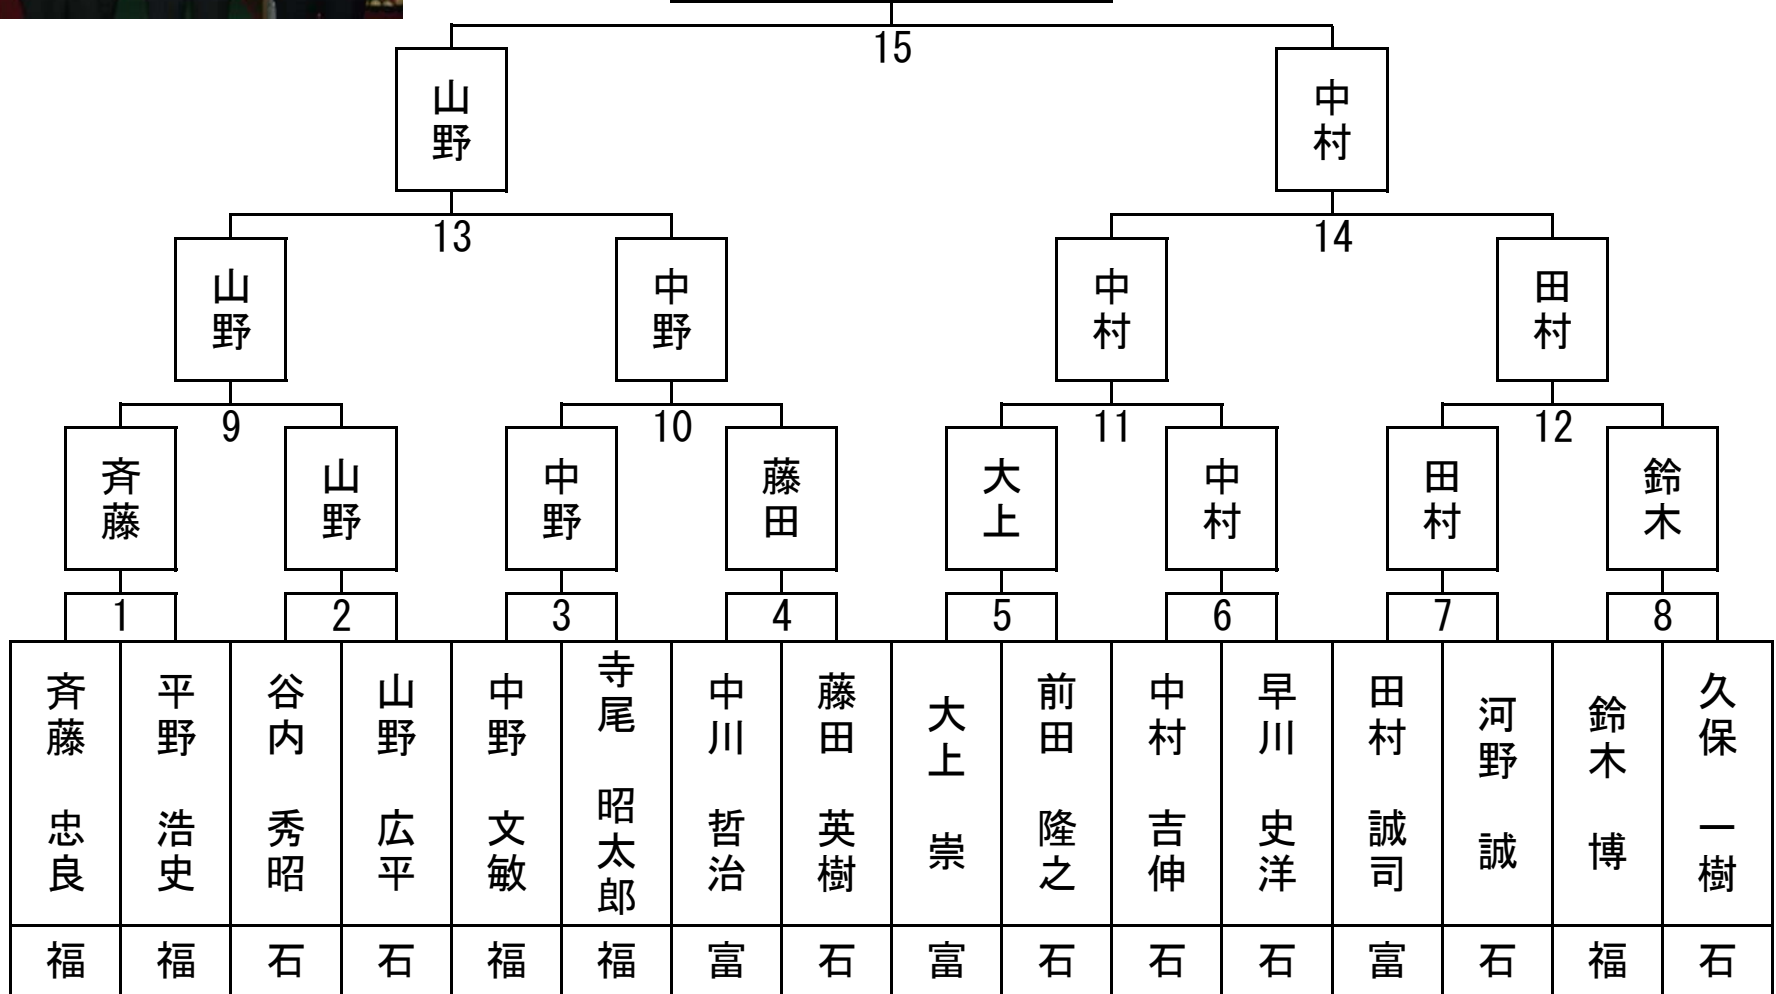 15
山野
中村
13
14
山野
中野
中村
田村
9
10
11
12
斉藤
山野
中野
藤田
大上
中村
田村
鈴木
1
2
3
4
5
6
7
8
斉藤 忠良
平野 浩史
谷内 秀昭
山野 広平
中野 文敏
寺尾 昭太郎
中川 哲治
藤田 英樹
大上 崇
前田 隆之
中村 吉伸
早川 史洋
田村 誠司
河野 誠
鈴木 博
久保 一樹
福
福
石
石
福
福
富
石
富
石
石
石
富
石
福
石